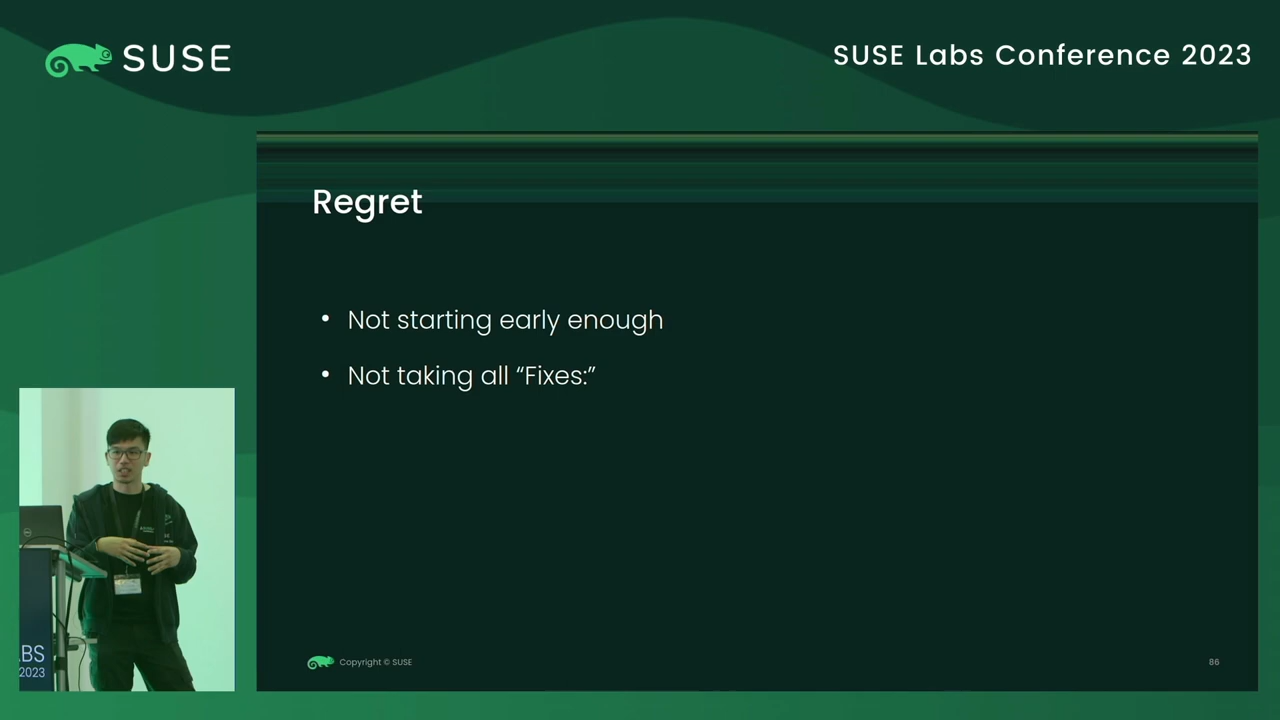 SUSE
SUSE Labs Conference 2023
Regret
• Not starting early enough
• Not taking all “Fixes:”
.BS
2023
Copyright © SUSE
86